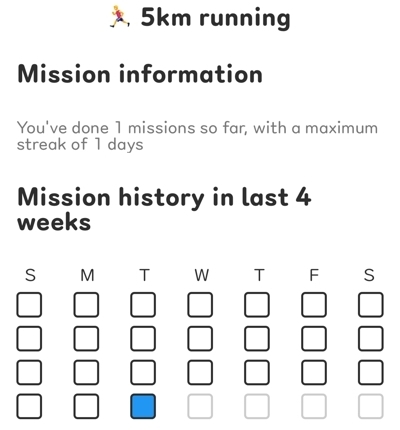 5km running
Mission information
You've done 1 missions so far, with a maximum
streak of 1 days
Mission history in last 4
weeks
S M T W T F S